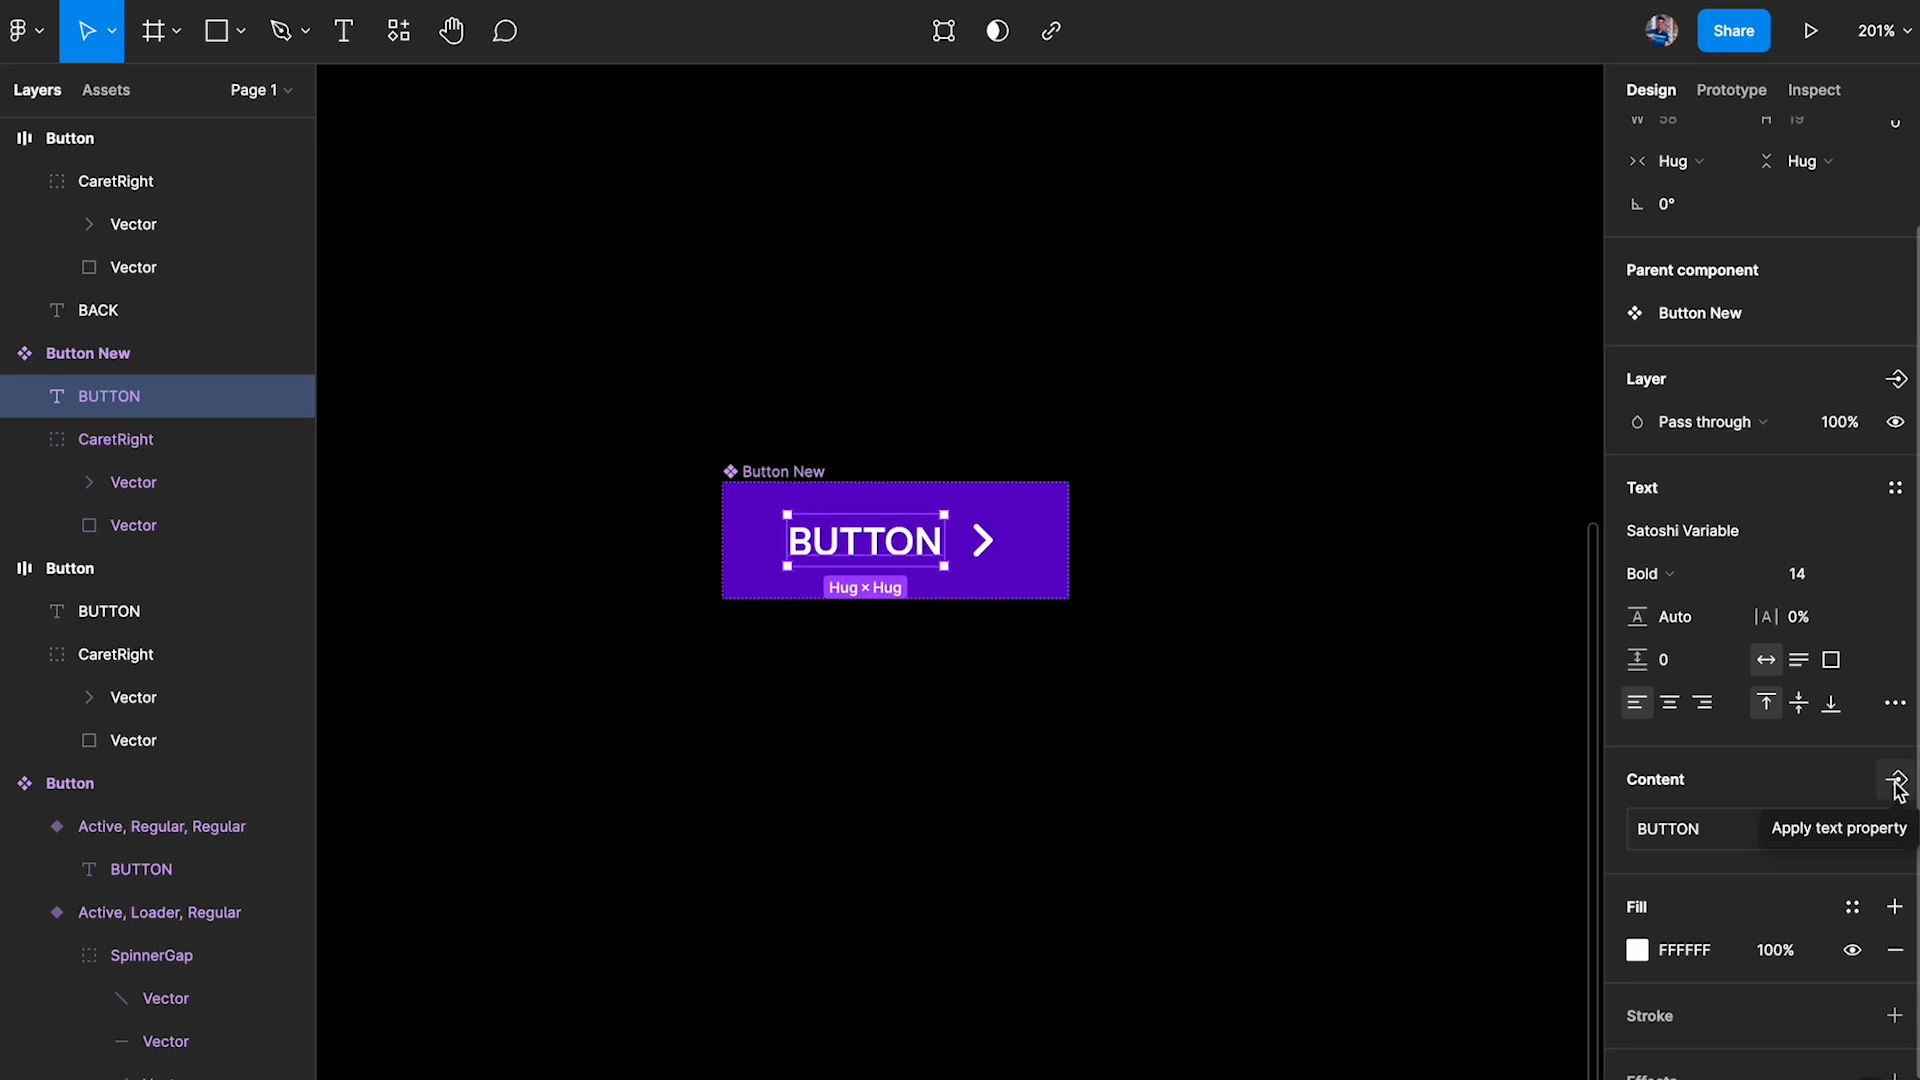 Share
201%
Layers
Assets
Page 1
Button
CaretRight
Vector
Vector
BACK
Button New
BUTTON
CaretRight
Vector
Vector
Button
BUTTON
CaretRight
Vector
Vector
Button
Active, Regular, Regular
BUTTON
Active, Loader, Regular
SpinnerGap
Vector
Vector
Button New
BUTTON
Hug × Hug
Design
Prototype
Inspect
W 58
H 19
Hug
Hug
0°
Parent component
Button New
Layer
Pass through
100%
Text
Satoshi Variable
Bold
14
Auto
|A| 0%
0
Content
BUTTON
Apply text property
Fill
FFFFFF
100%
Stroke